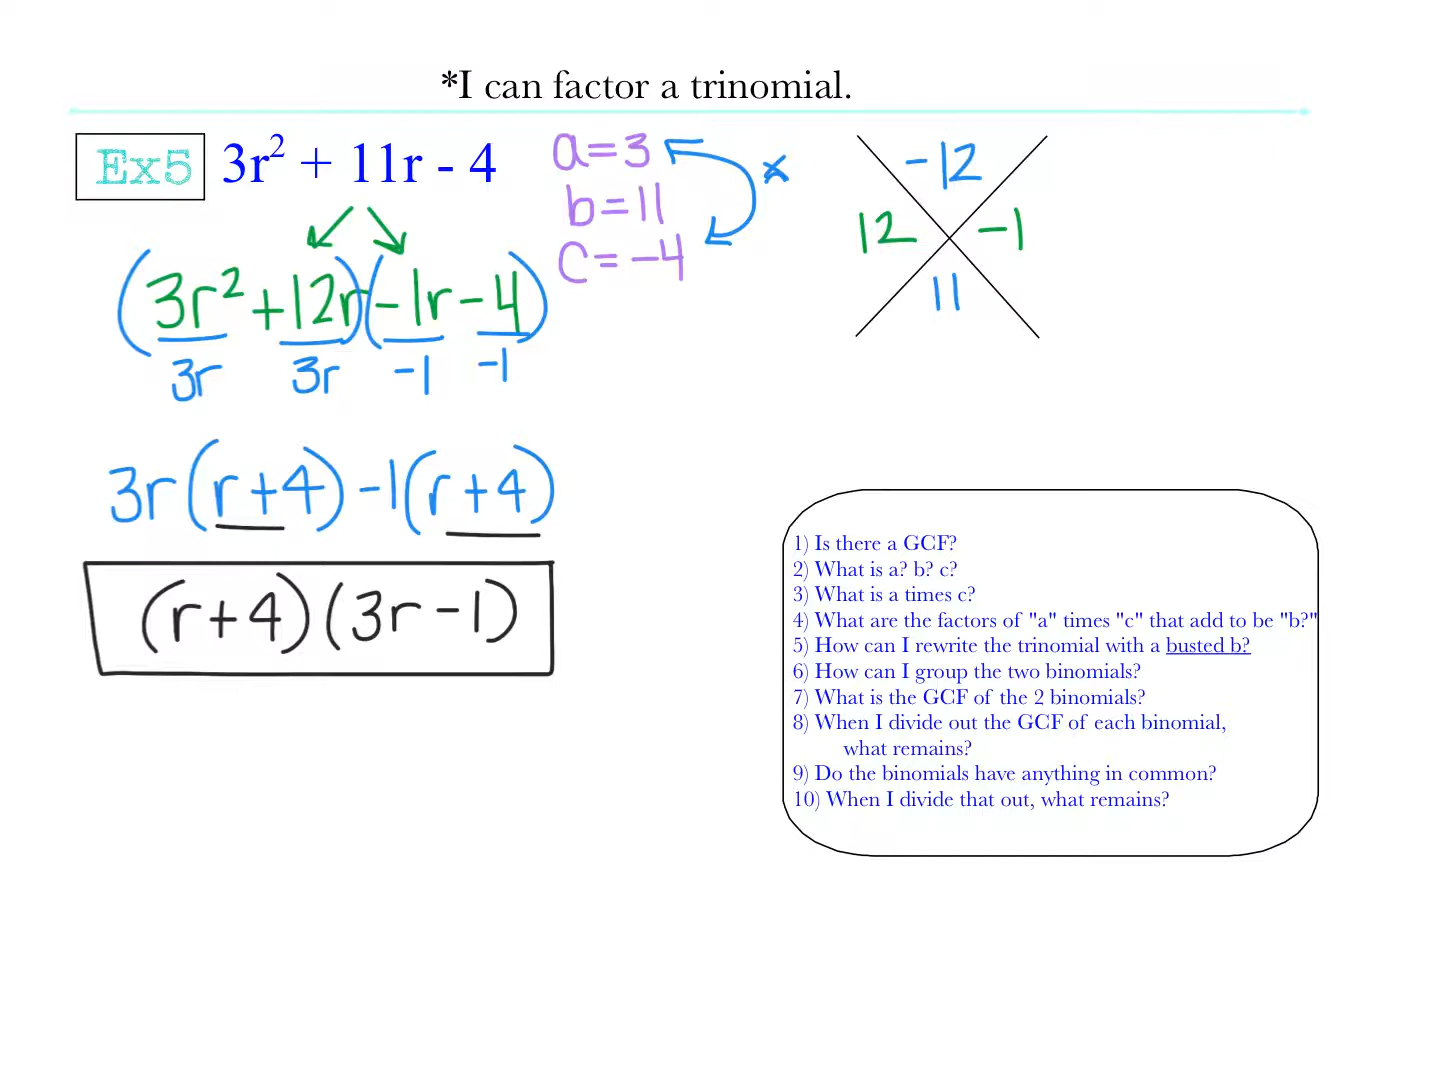 *I can factor a trinomial.
Ex5 3r² + 11r - 4
a=3
b=11
c=-4
×
-12
12 -1
11
(3r²+12r)(-1r-4)
3r 3r -1 -1
3r(r+4)-1(r+4)
(r+4)(3r-1)
1) Is there a GCF?
2) What is a? b? c?
3) What is a times c?
4) What are the factors of "a" times "c" that add to be "b?"
5) How can I rewrite the trinomial with a busted b?
6) How can I group the two binomials?
7) What is the GCF of the 2 binomials?
8) When I divide out the GCF of each binomial,
what remains?
9) Do the binomials have anything in common?
10) When I divide that out, what remains?